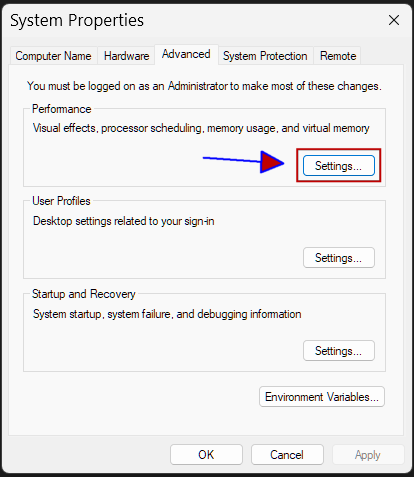 System Properties
Computer Name
Hardware
Advanced
System Protection
Remote
You must be logged on as an Administrator to make most of these changes.
Performance
Visual effects, processor scheduling, memory usage, and virtual memory
Settings...
User Profiles
Desktop settings related to your sign-in
Settings...
Startup and Recovery
System startup, system failure, and debugging information
Settings...
Environment Variables...
OK
Cancel
Apply